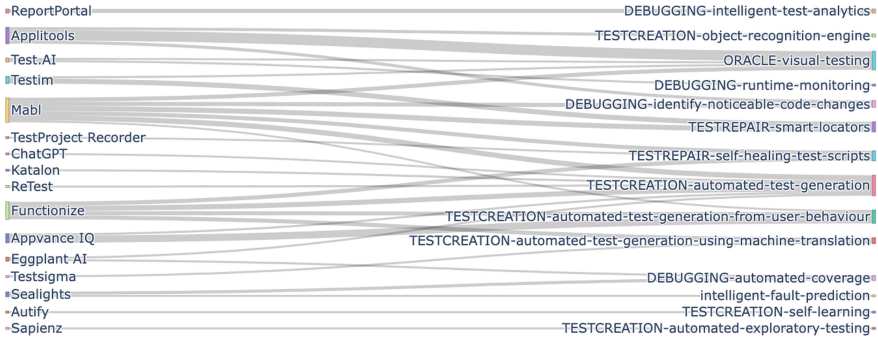 ReportPortal
Applitools
Test.AI
Testim
Mabl
TestProject Recorder
ChatGPT
Katalon
ReTest
Functionize
Appvance IQ
Eggplant AI
Testsigma
Sealights
Autify
Sapienz
DEBUGGING-intelligent-test-analytics
TESTCREATION-object-recognition-engine
ORACLE-visual-testing
DEBUGGING-runtime-monitoring
DEBUGGING-identify-noticeable-code-changes
TESTREPAIR-smart-locators
TESTREPAIR-self-healing-test-scripts
TESTCREATION-automated-test-generation
TESTCREATION-automated-test-generation-from-user-behaviour
TESTCREATION-automated-test-generation-using-machine-translation
DEBUGGING-automated-coverage
intelligent-fault-prediction
TESTCREATION-self-learning
TESTCREATION-automated-exploratory-testing